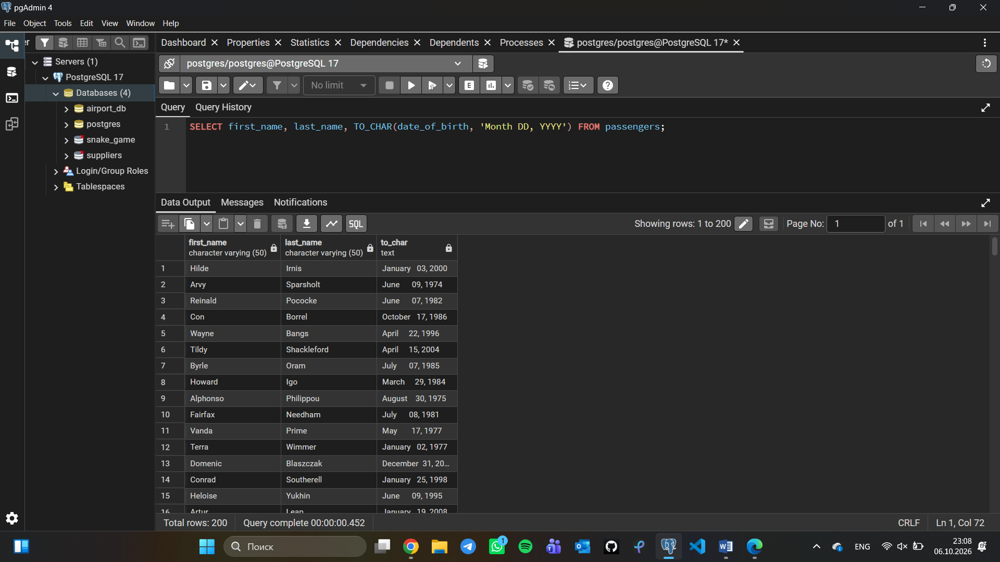 pgAdmin 4
File Object Tools Edit View Window Help
er
Dashboard Properties Statistics Dependencies Dependents Processes postgres/postgres@PostgreSQL 17*
Servers (1)
PostgreSQL 17
Databases (4)
airport_db
postgres
snake_game
suppliers
Login/Group Roles
Tablespaces
postgres/postgres@PostgreSQL 17
No limit
E
Query Query History
1 SELECT first_name, last_name, TO_CHAR(date_of_birth, 'Month DD, YYYY') FROM passengers;
Data Output Messages Notifications
SQL
Showing rows: 1 to 200
Page No: 1 of 1
first_name last_name to_char
character varying (50) character varying (50) text
1 Hilde Irnis January 03, 2000
2 Arvy Sparsholt June 09, 1974
3 Reinald Pococke June 07, 1982
4 Con Borrel October 17, 1986
5 Wayne Bangs April 22, 1996
6 Tildy Shackleford April 15, 2004
7 Byrle Oram July 07, 1985
8 Howard Igo March 29, 1984
9 Alphonso Philippou August 30, 1975
10 Fairfax Needham July 08, 1981
11 Vanda Prime May 17, 1977
12 Terra Wimmer January 02, 1977
13 Domenic Blaszczak December 31, 20...
14 Conrad Southerell January 25, 1998
15 Heloise Yukhin June 09, 1995
16 Artur Leap January 19, 2008
Total rows: 200 Query complete 00:00:00.452 CRLF Ln 1, Col 72
Поиск
1
ENG
23:08
06.10.2026